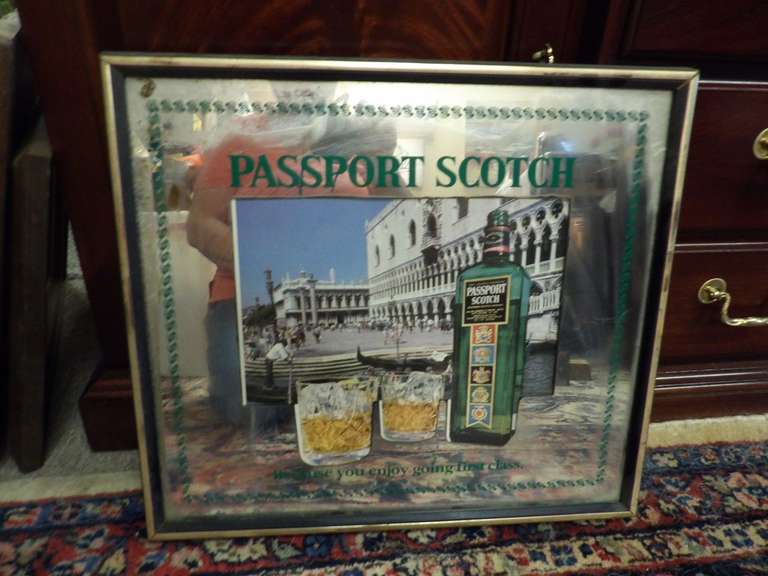 PASSPORT SCOTCH
PASSPORT
SCOTCH
Because you enjoy going first class.